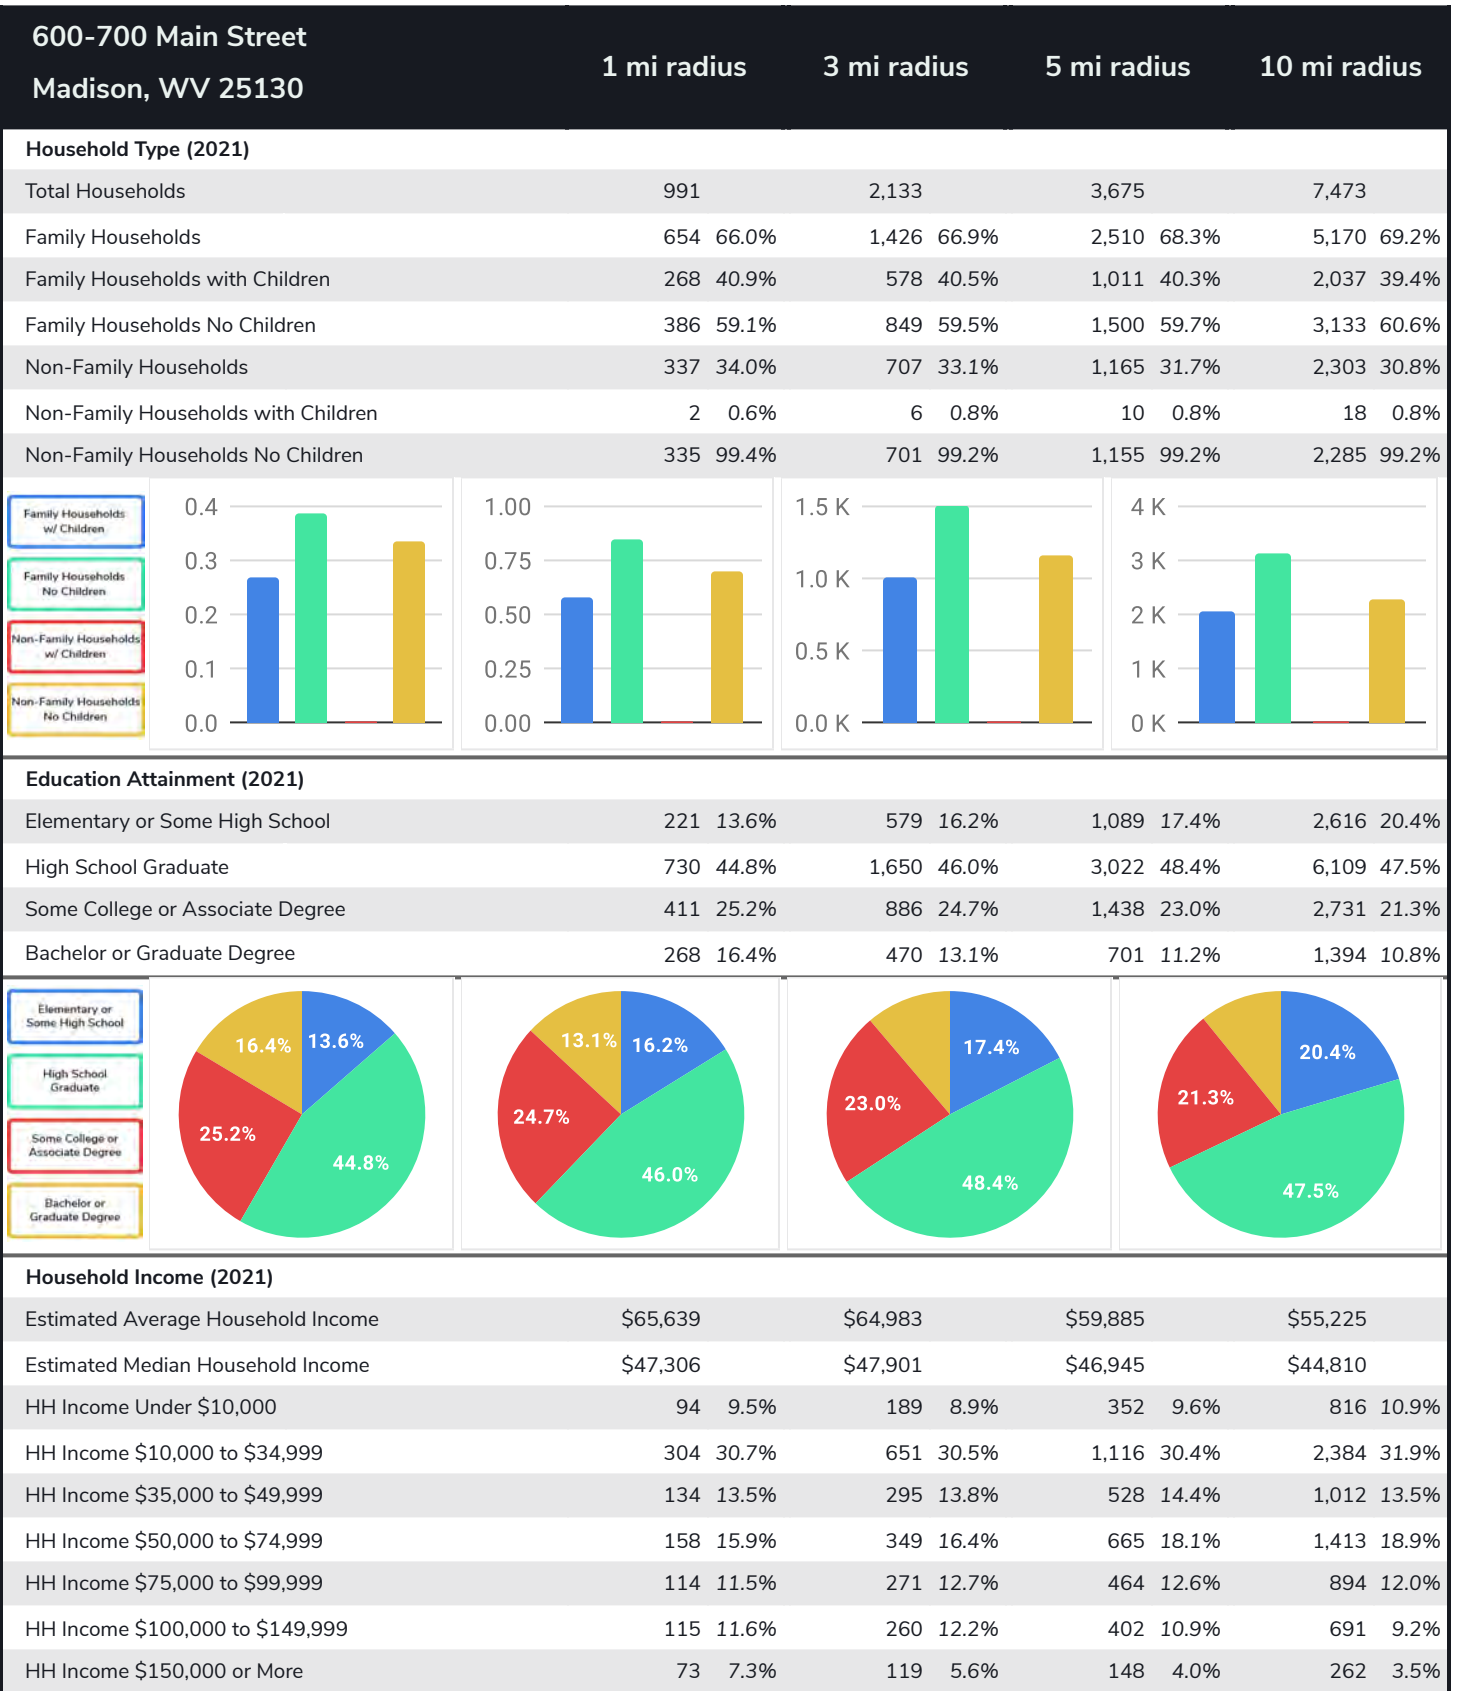 600-700 Main Street
Madison, WV 25130
1 mi radius 3 mi radius 5 mi radius 10 mi radius
Household Type (2021)
Total Households 991 2,133 3,675 7,473
Family Households 654 66.0% 1,426 66.9% 2,510 68.3% 5,170 69.2%
Family Households with Children 268 40.9% 578 40.5% 1,011 40.3% 2,037 39.4%
Family Households No Children 386 59.1% 849 59.5% 1,500 59.7% 3,133 60.6%
Non-Family Households 337 34.0% 707 33.1% 1,165 31.7% 2,303 30.8%
Non-Family Households with Children 2 0.6% 6 0.8% 10 0.8% 18 0.8%
Non-Family Households No Children 335 99.4% 701 99.2% 1,155 99.2% 2,285 99.2%
Family Households
w/ Children
Family Households
No Children
Non-Family Households
w/ Children
Non-Family Households
No Children
0.4
0.3
0.2
0.1
0.0
1.00
0.75
0.50
0.25
0.00
1.5 K
1.0 K
0.5 K
0.0 K
4 K
3 K
2 K
1 K
0 K
Education Attainment (2021)
Elementary or Some High School 221 13.6% 579 16.2% 1,089 17.4% 2,616 20.4%
High School Graduate 730 44.8% 1,650 46.0% 3,022 48.4% 6,109 47.5%
Some College or Associate Degree 411 25.2% 886 24.7% 1,438 23.0% 2,731 21.3%
Bachelor or Graduate Degree 268 16.4% 470 13.1% 701 11.2% 1,394 10.8%
Elementary or
Some High School
High School
Graduate
Some College or
Associate Degree
Bachelor or
Graduate Degree
16.4% 13.6%
25.2%
44.8%
13.1% 16.2%
24.7%
46.0%
17.4%
23.0%
48.4%
20.4%
21.3%
47.5%
Household Income (2021)
Estimated Average Household Income $65,639 $64,983 $59,885 $55,225
Estimated Median Household Income $47,306 $47,901 $46,945 $44,810
HH Income Under $10,000 94 9.5% 189 8.9% 352 9.6% 816 10.9%
HH Income $10,000 to $34,999 304 30.7% 651 30.5% 1,116 30.4% 2,384 31.9%
HH Income $35,000 to $49,999 134 13.5% 295 13.8% 528 14.4% 1,012 13.5%
HH Income $50,000 to $74,999 158 15.9% 349 16.4% 665 18.1% 1,413 18.9%
HH Income $75,000 to $99,999 114 11.5% 271 12.7% 464 12.6% 894 12.0%
HH Income $100,000 to $149,999 115 11.6% 260 12.2% 402 10.9% 691 9.2%
HH Income $150,000 or More 73 7.3% 119 5.6% 148 4.0% 262 3.5%